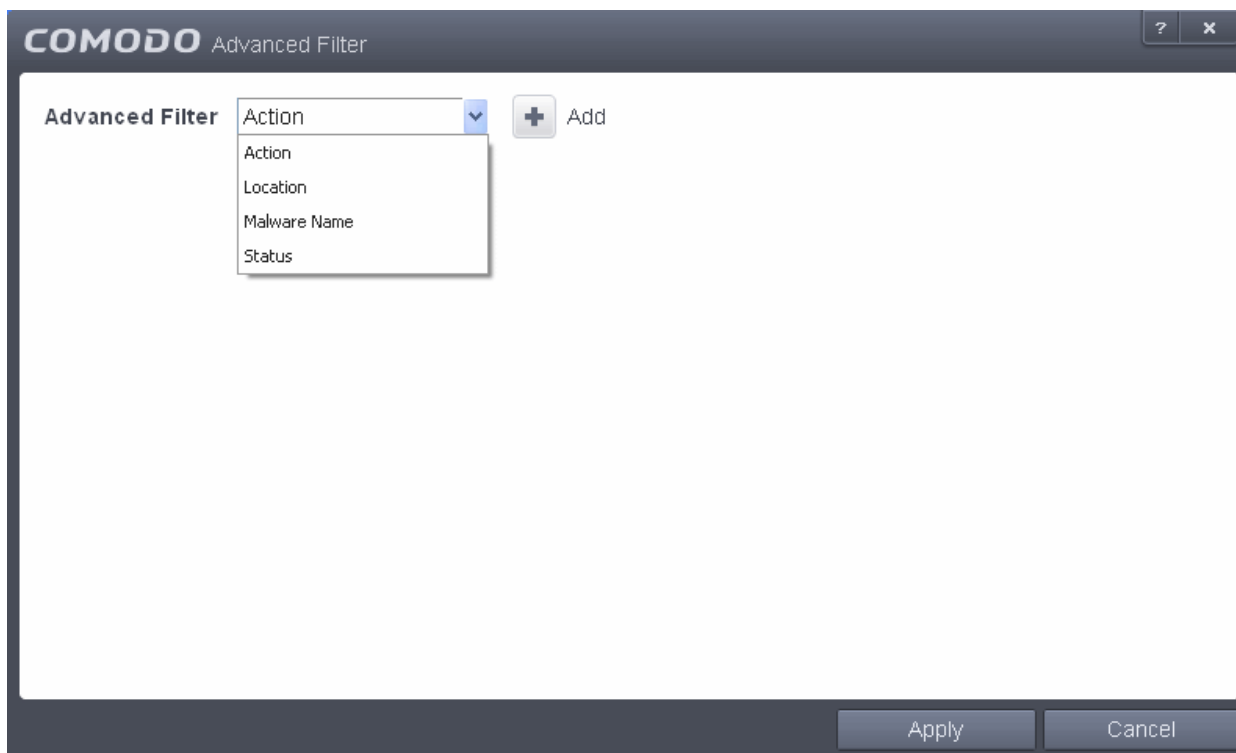 COMODO Advanced Filter ? x
Advanced Filter Action Add
Action
Location
Malware Name
Status
Apply Cancel